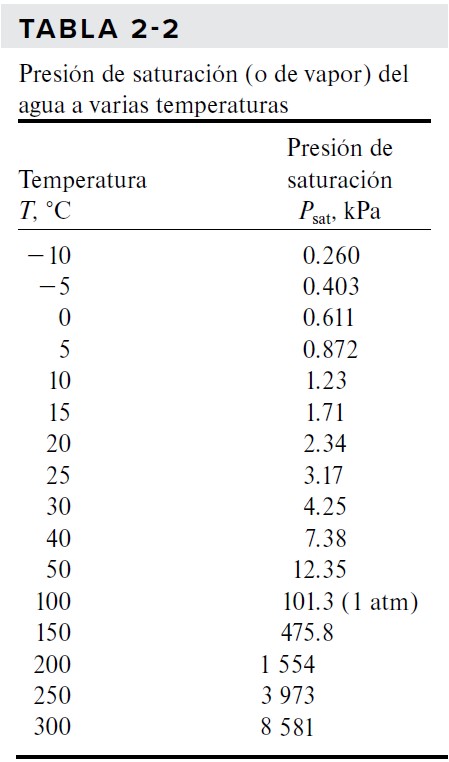 TABLA 2-2
Presión de saturación (o de vapor) del
agua a varias temperaturas
Presión de
Temperatura saturación
T, °C Psat, kPa
−10 0.260
−5 0.403
0 0.611
5 0.872
10 1.23
15 1.71
20 2.34
25 3.17
30 4.25
40 7.38
50 12.35
100 101.3 (1 atm)
150 475.8
200 1 554
250 3 973
300 8 581